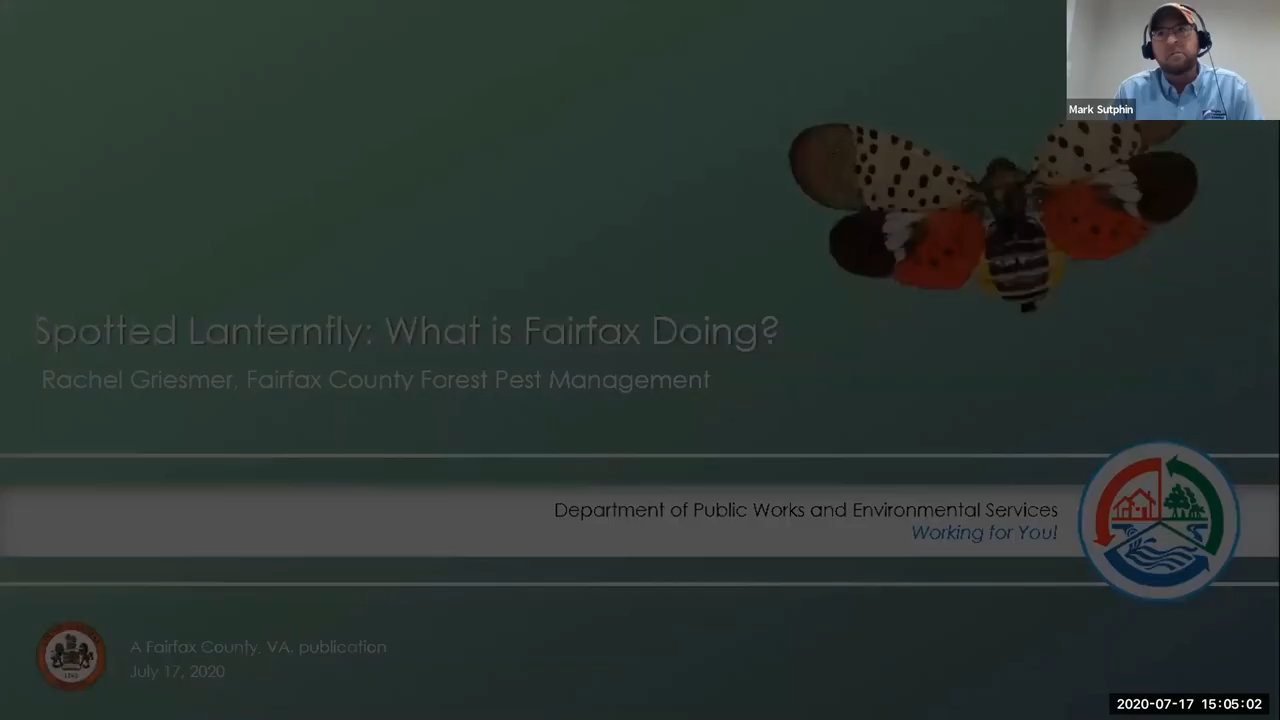 Mark Sutphin
Spotted Lanternfly: What is Fairfax Doing?
Rachel Griesmer, Fairfax County Forest Pest Management
Department of Public Works and Environmental Services
Working for You!
A Fairfax County, VA. publication
July 17, 2020
2020-07-17 15:05:02